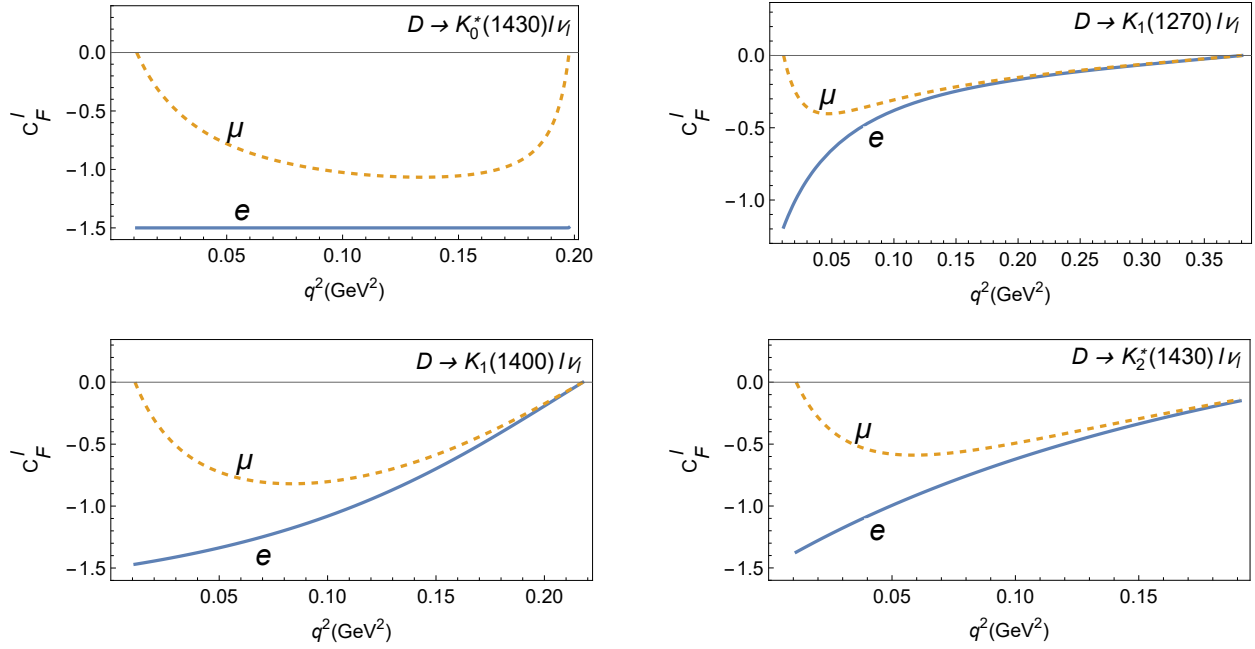 D → K₀*(1430) l νₗ
0.0
−0.5
−1.0
−1.5
C_F^l
μ
e
0.05 0.10 0.15 0.20
q²(GeV²)
D → K₁(1270) l νₗ
0.0
−0.5
−1.0
C_F^l
μ
e
0.05 0.10 0.15 0.20 0.25 0.30 0.35
q²(GeV²)
D → K₁(1400) l νₗ
0.0
−0.5
−1.0
−1.5
C_F^l
μ
e
0.05 0.10 0.15 0.20
q²(GeV²)
D → K₂*(1430) l νₗ
0.0
−0.5
−1.0
−1.5
C_F^l
μ
e
0.05 0.10 0.15
q²(GeV²)